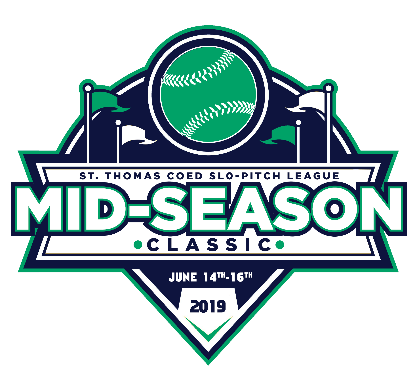 ST. THOMAS COED SLO-PITCH LEAGUE
MID-SEASON
•CLASSIC•
JUNE 14TH-16TH
2019